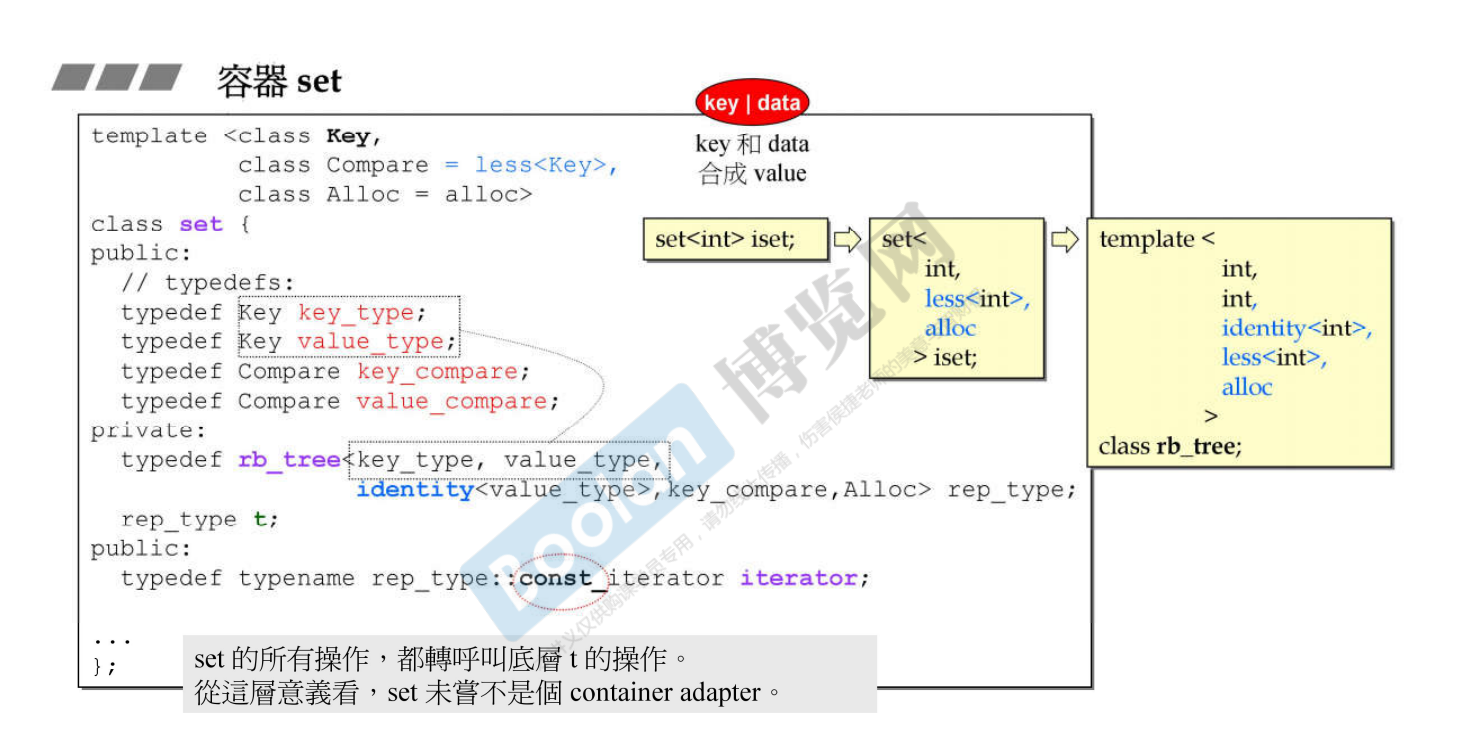 容器 set
key | data
key 和 data
合成 value
template <class Key,
class Compare = less<Key>,
class Alloc = alloc>
class set {
public:
// typedefs:
typedef Key key_type;
typedef Key value_type;
typedef Compare key_compare;
typedef Compare value_compare;
private:
typedef rb_tree<key_type, value_type,
identity<value_type>,key_compare,Alloc> rep_type;
rep_type t;
public:
typedef typename rep_type::const_iterator iterator;
...
};
set<int> iset;
set<
int,
less<int>,
alloc
> iset;
template <
int,
int,
identity<int>,
less<int>,
alloc
>
class rb_tree;
set 的所有操作，都轉呼叫底層 t 的操作。
從這層意義看，set 未嘗不是個 container adapter。
Boolan 博览网